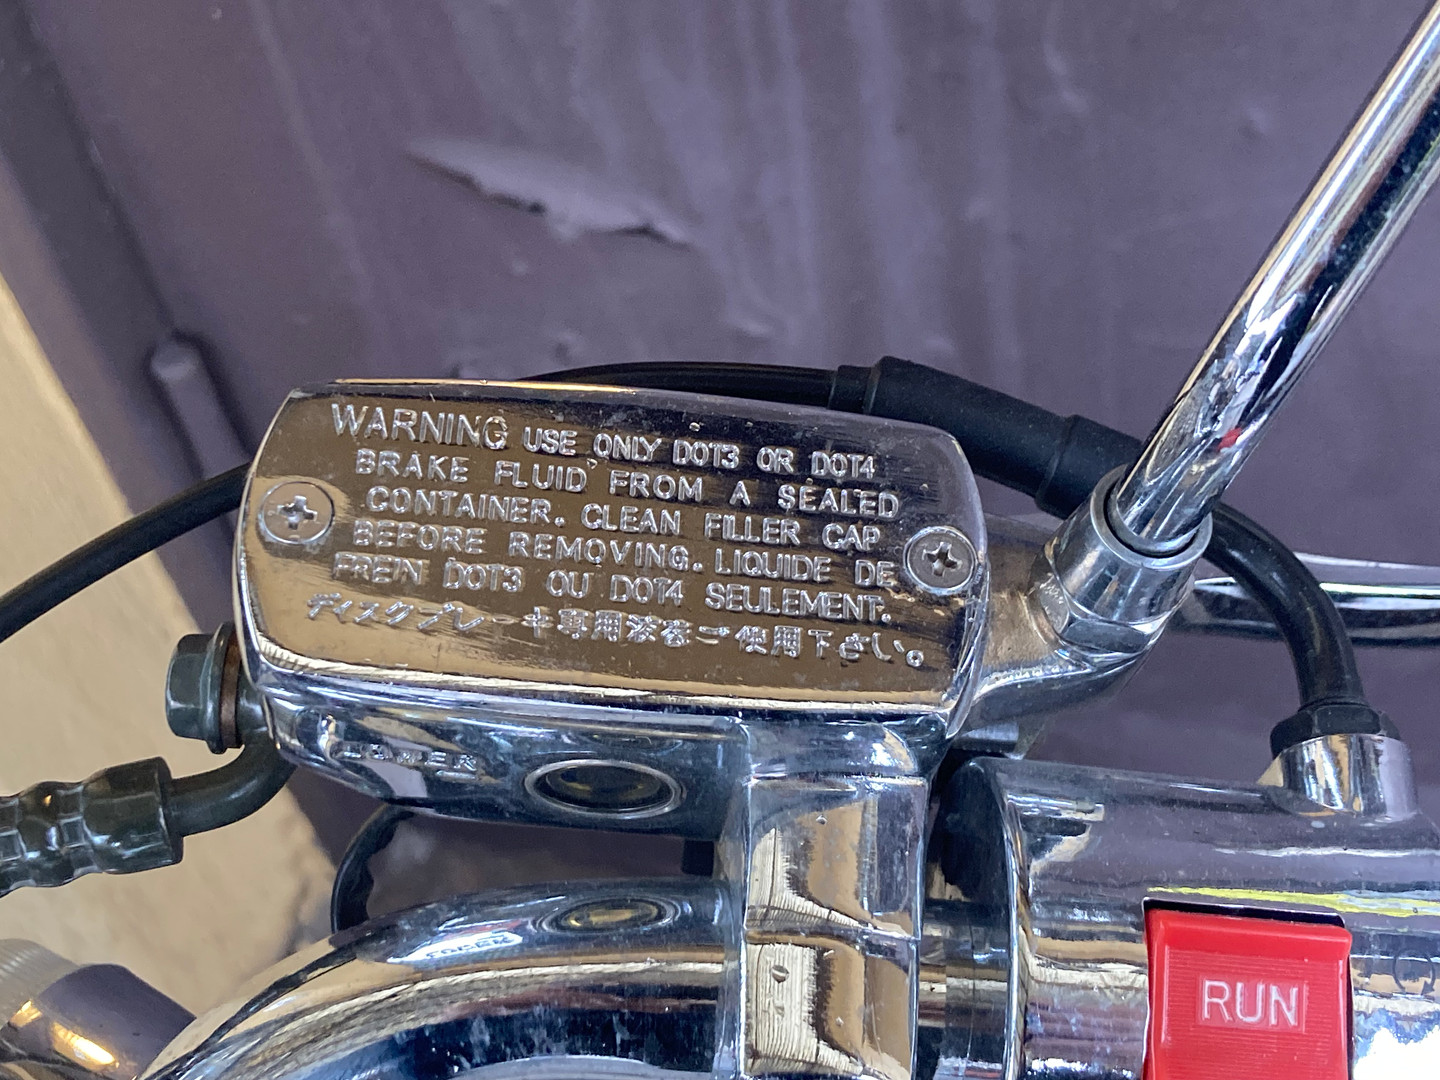 WARNING USE ONLY DOT3 OR DOT4
BRAKE FLUID FROM A SEALED
CONTAINER. CLEAN FILLER CAP
BEFORE REMOVING. LIQUIDE DE
FREIN DOT3 OU DOT4 SEULEMENT.
ディスクブレーキ専用液をご使用下さい。
LOWER
RUN